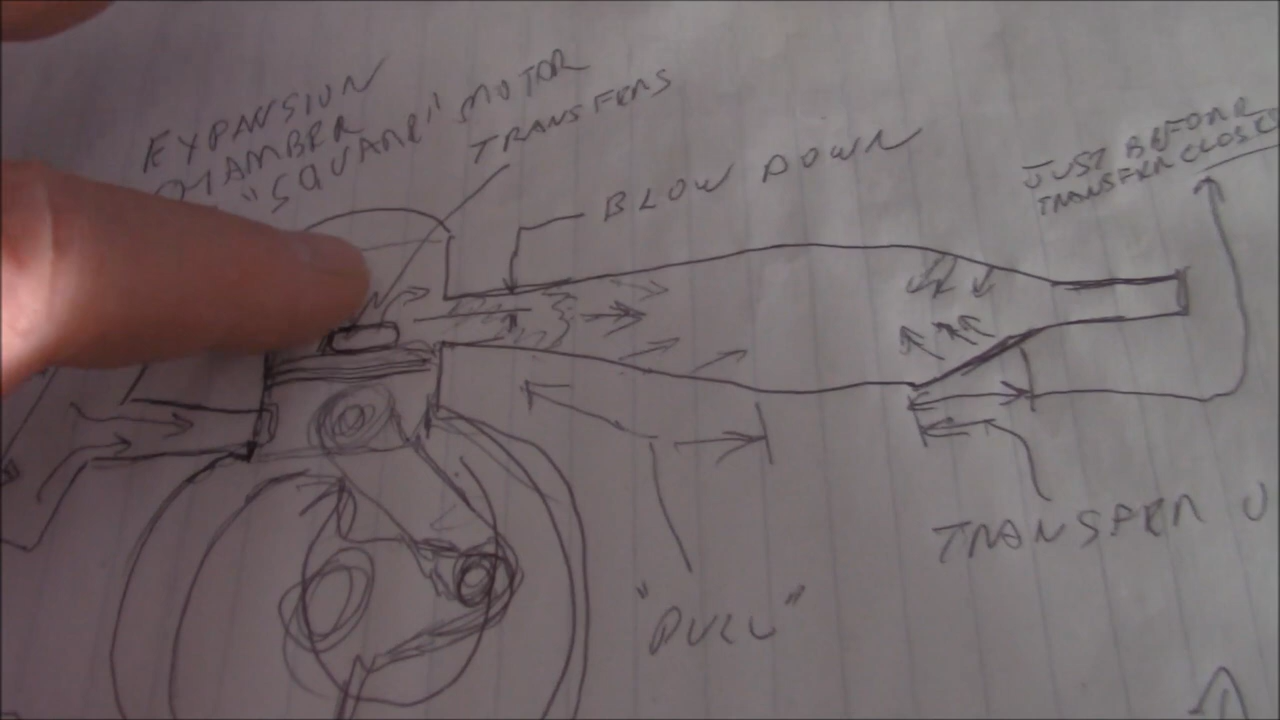 EXPANSION
CHAMBER
"SQUARE" MOTOR
TRANSFERS
BLOW DOWN
JUST BEFORE
TRANSFER CLOSES
TRANSFER U
"PULL"